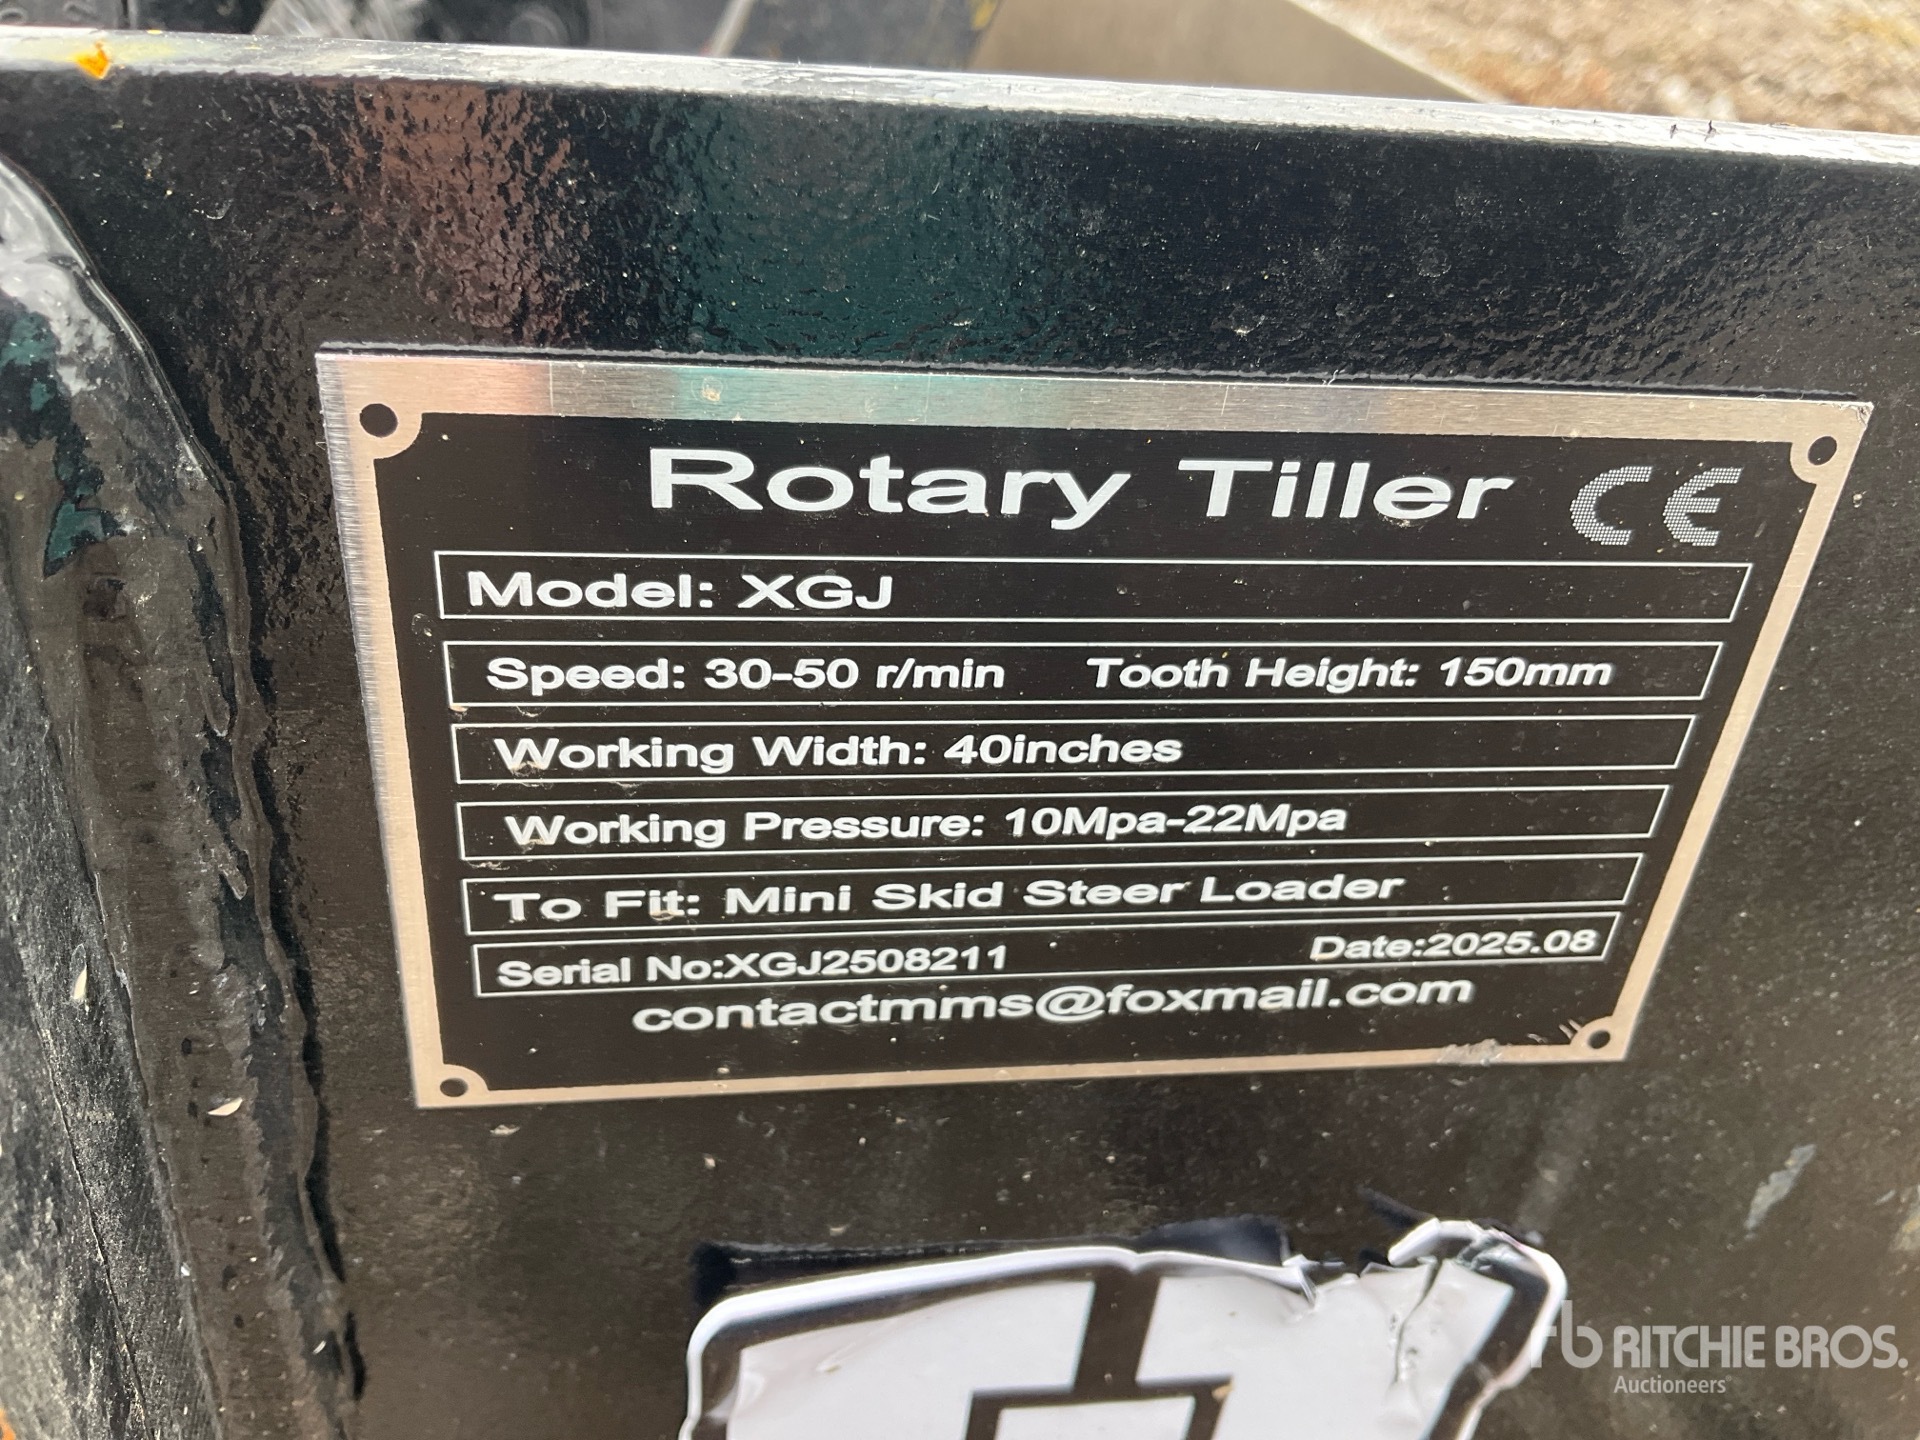 Rotary Tiller CE
Model: XGJ
Speed: 30-50 r/min Tooth Height: 150mm
Working Width: 40inches
Working Pressure: 10Mpa-22Mpa
To Fit: Mini Skid Steer Loader
Serial No:XGJ2508211 Date:2025.08
contactmms@foxmail.com
rb RITCHIE BROS.
Auctioneers